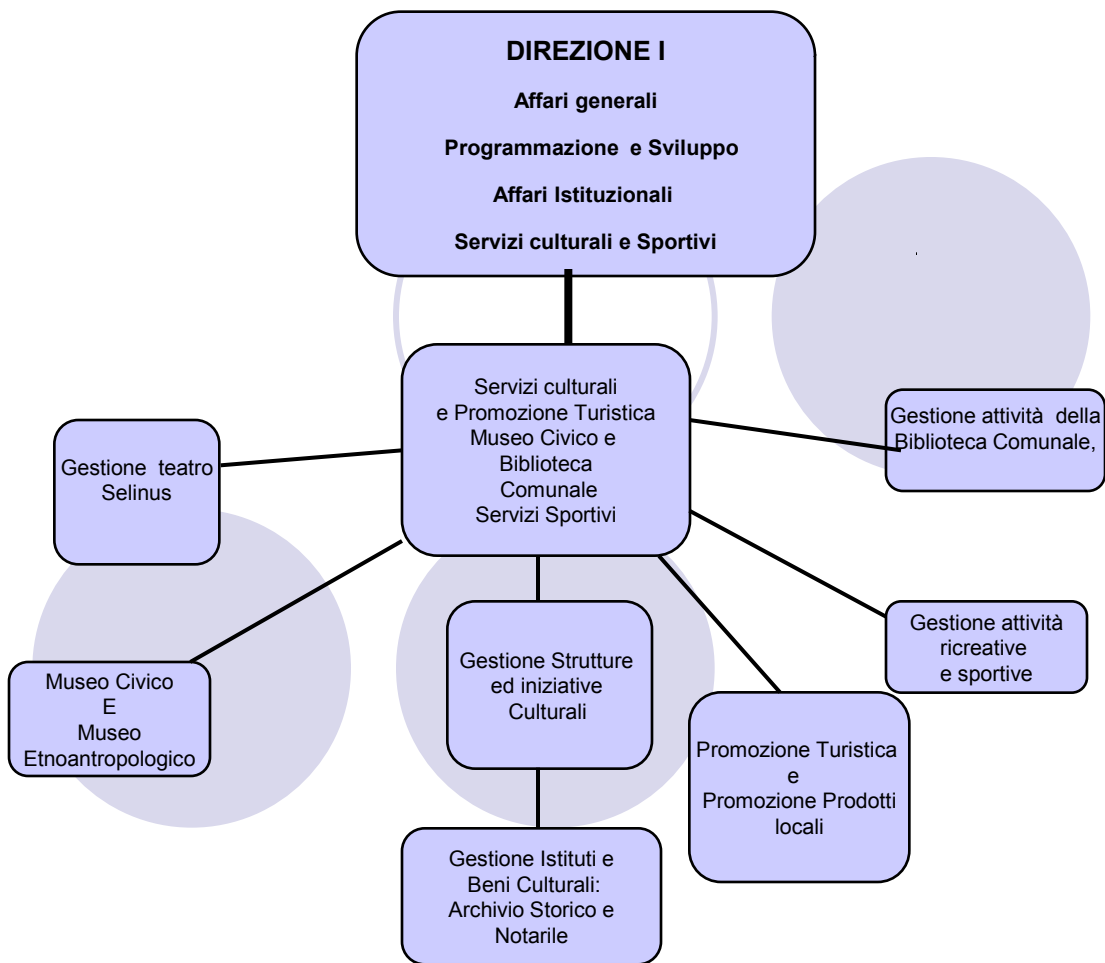 DIREZIONE I
Affari generali
Programmazione e Sviluppo
Affari Istituzionali
Servizi culturali e Sportivi
Servizi culturali
e Promozione Turistica
Museo Civico e
Biblioteca
Comunale
Servizi Sportivi
Gestione teatro
Selinus
Gestione attività della
Biblioteca Comunale,
Museo Civico
E
Museo
Etnoantropologico
Gestione Strutture
ed iniziative
Culturali
Gestione attività
ricreative
e sportive
Promozione Turistica
e
Promozione Prodotti
locali
Gestione Istituti e
Beni Culturali:
Archivio Storico e
Notarile